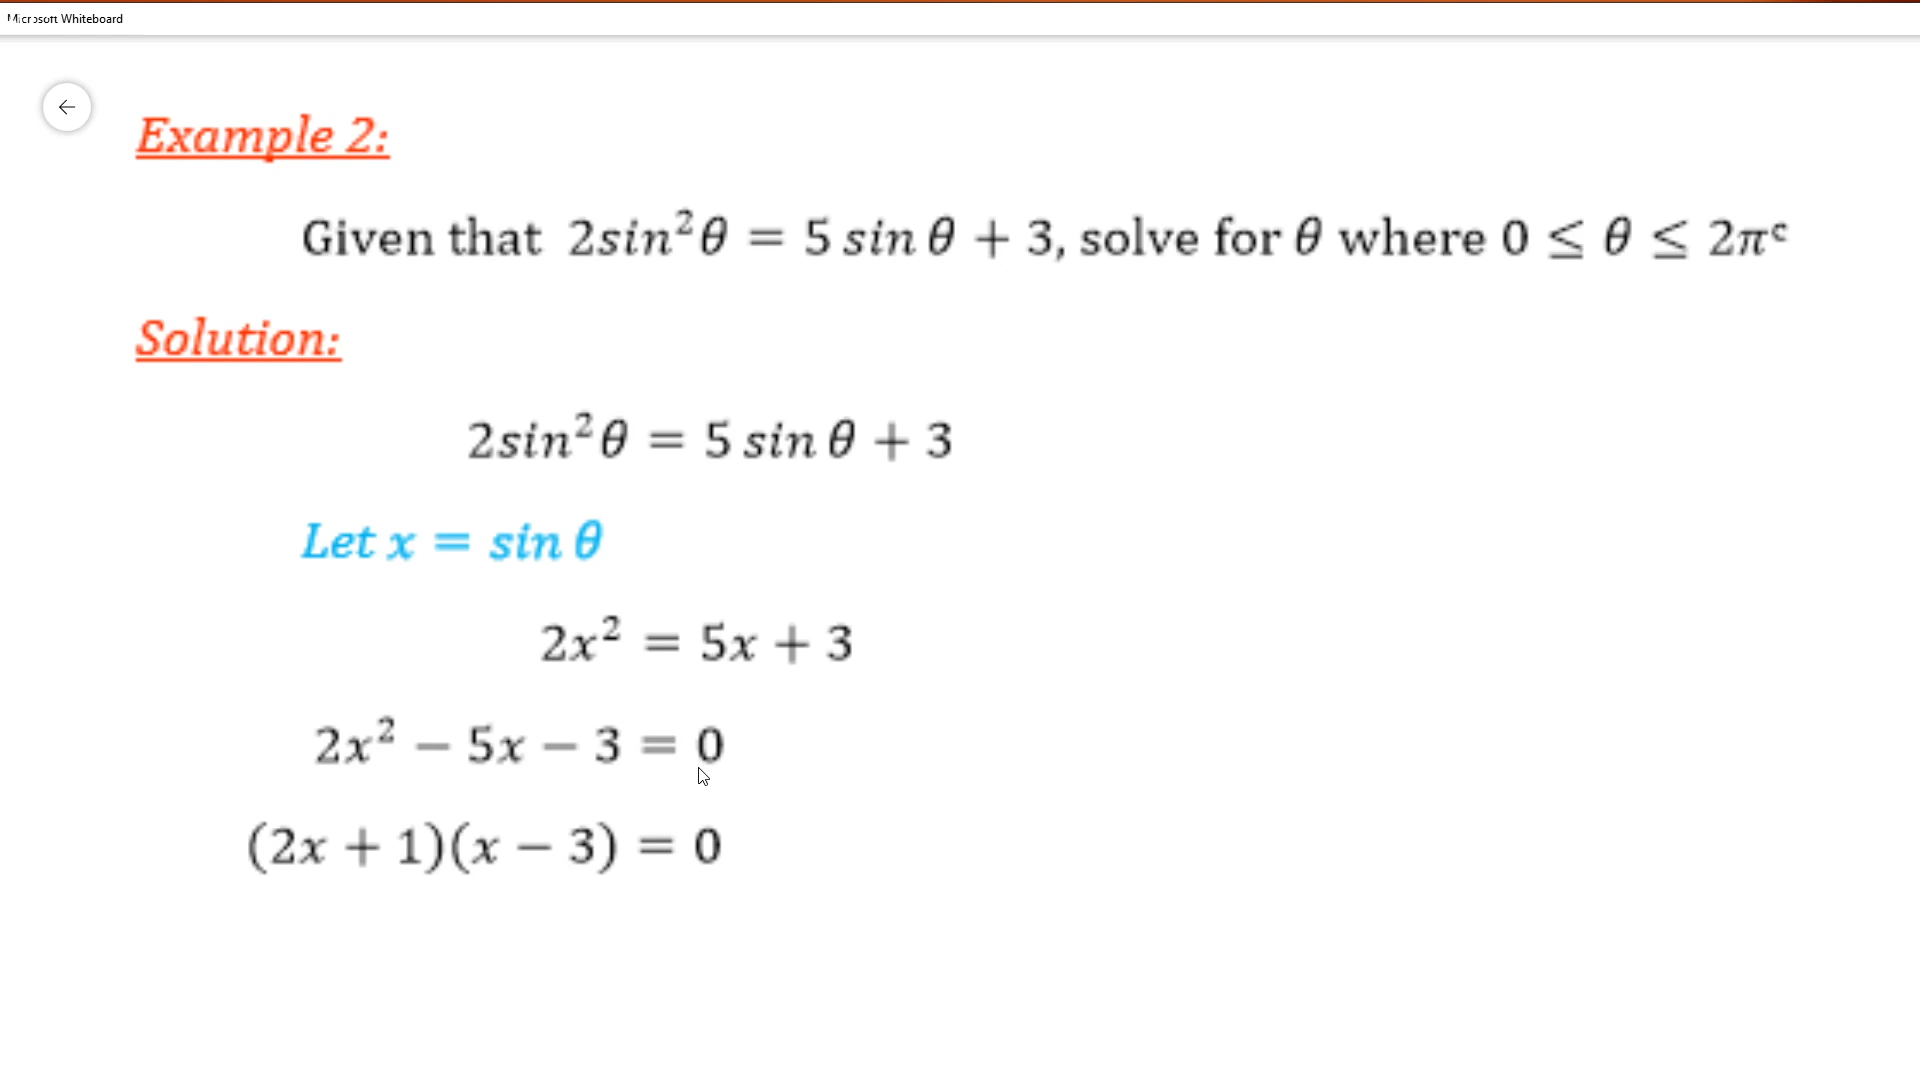 Microsoft Whiteboard
Example 2:
Given that 2sin²θ = 5 sin θ + 3, solve for θ where 0 ≤ θ ≤ 2πᶜ
Solution:
2sin²θ = 5 sin θ + 3
Let x = sin θ
2x² = 5x + 3
2x² − 5x − 3 = 0
(2x + 1)(x − 3) = 0